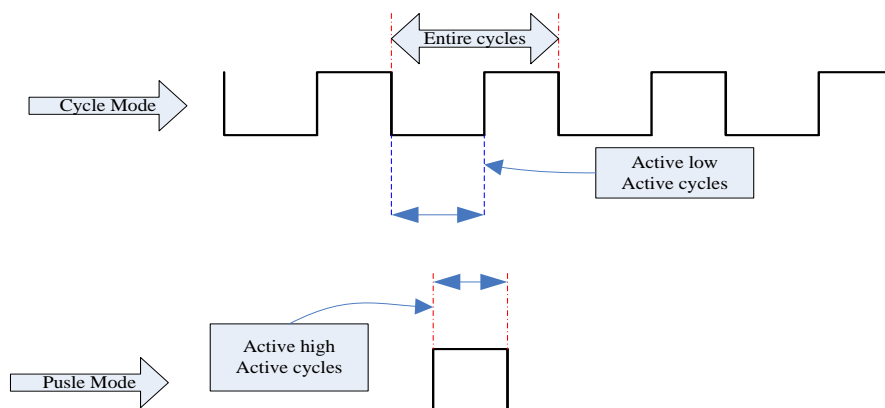 Entire cycles
Cycle Mode
Active low
Active cycles
Active high
Active cycles
Pusle Mode